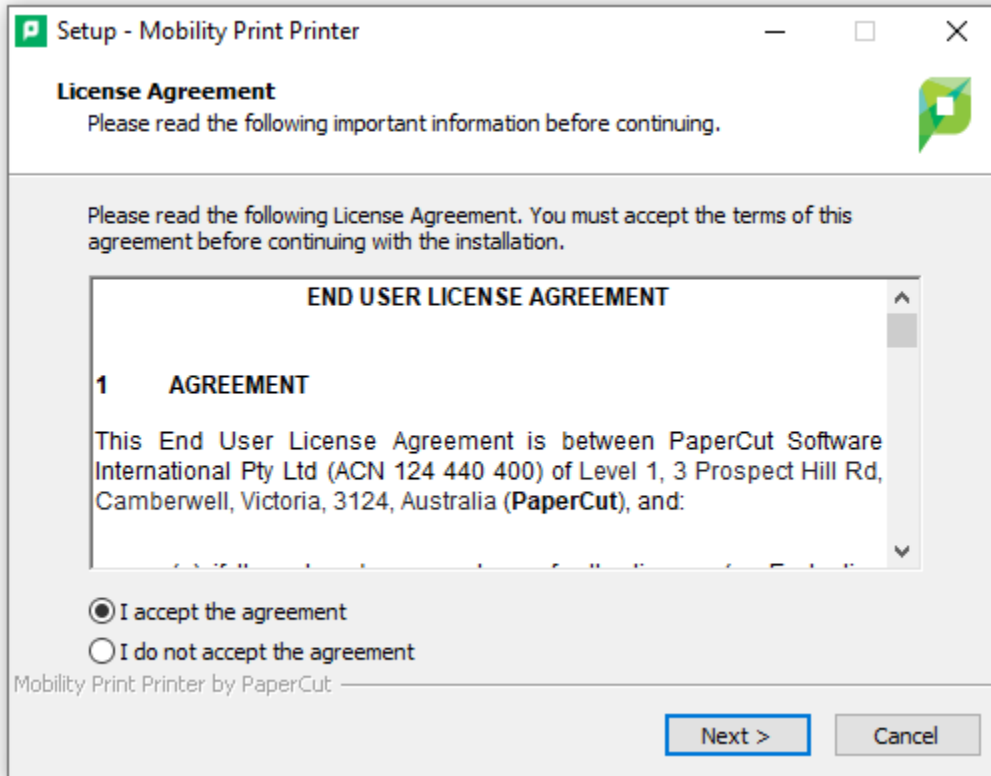 Setup - Mobility Print Printer
License Agreement
Please read the following important information before continuing.
Please read the following License Agreement. You must accept the terms of this
agreement before continuing with the installation.
END USER LICENSE AGREEMENT
1 AGREEMENT
This End User License Agreement is between PaperCut Software
International Pty Ltd (ACN 124 440 400) of Level 1, 3 Prospect Hill Rd,
Camberwell, Victoria, 3124, Australia (PaperCut), and:
I accept the agreement
I do not accept the agreement
Mobility Print Printer by PaperCut
Next >
Cancel